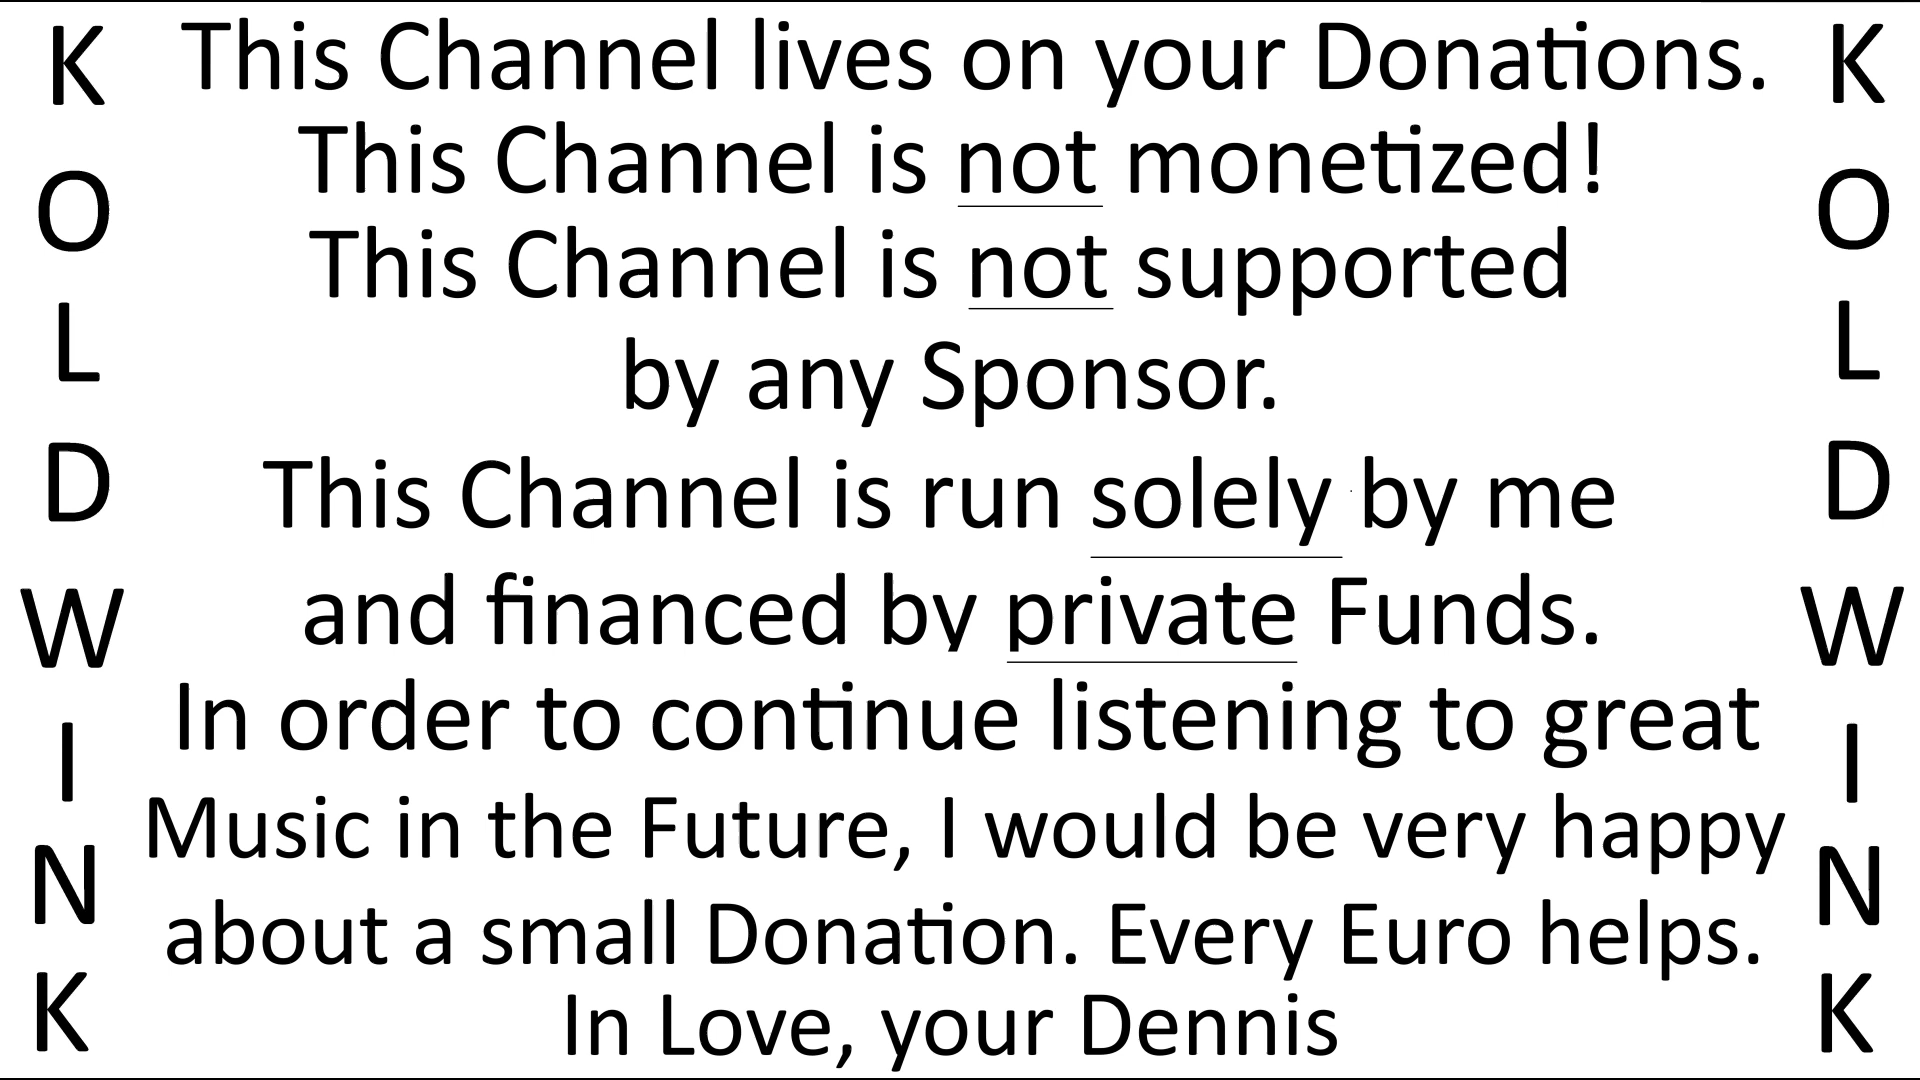 This Channel lives on your Donations.
This Channel is not monetized!
This Channel is not supported
by any Sponsor.
This Channel is run solely by me
and financed by private Funds.
In order to continue listening to great
Music in the Future, I would be very happy
about a small Donation. Every Euro helps.
In Love, your Dennis
KOLDWINK
KOLDWINK